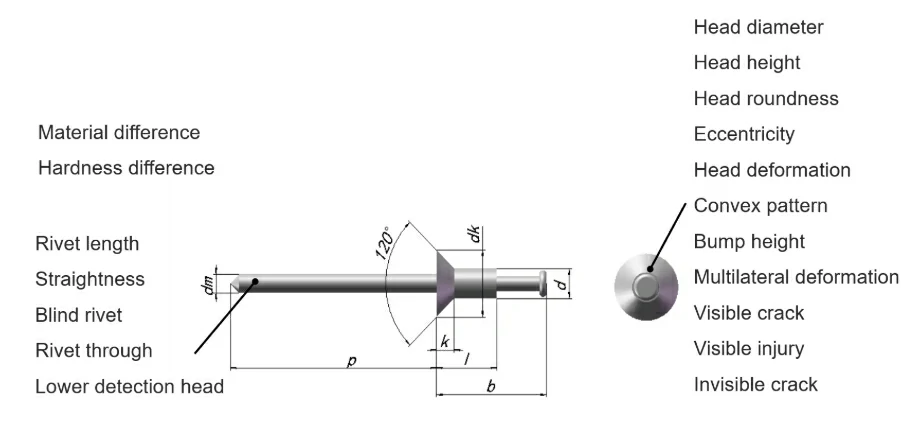 Material difference
Hardness difference
Rivet length
Straightness
Blind rivet
Rivet through
Lower detection head
dm
120°
dk
d
k
l
p
b
Head diameter
Head height
Head roundness
Eccentricity
Head deformation
Convex pattern
Bump height
Multilateral deformation
Visible crack
Visible injury
Invisible crack